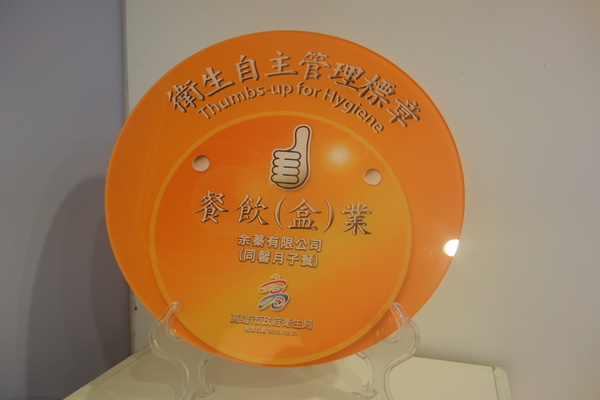 衛生自主管理標章
Thumbs-up for Hygiene
餐飲(盒)業
余蓁有限公司
(同馨月子餐)
高雄市政府衛生局